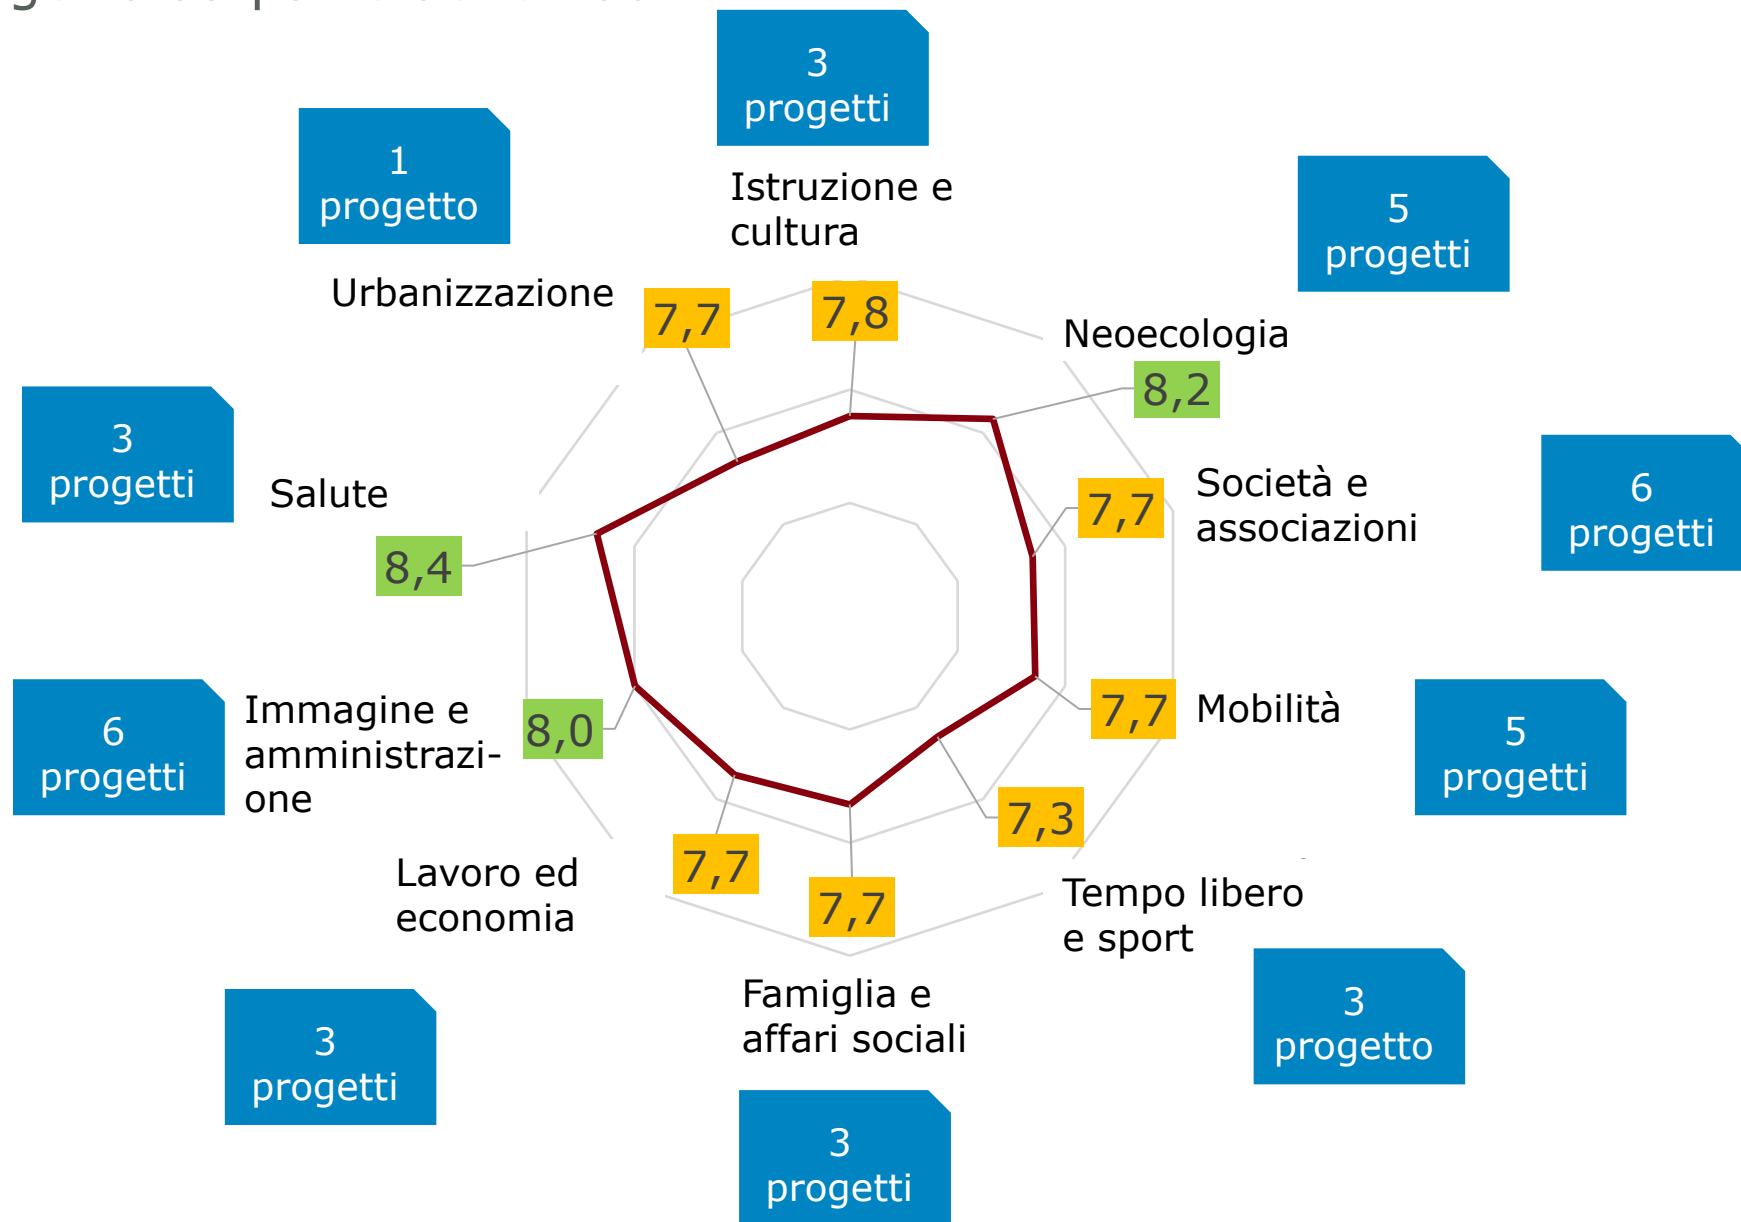 3
progetti
1
progetto
Istruzione e
cultura
5
progetti
Urbanizzazione
7,7
7,8
Neoecologia
8,2
3
progetti
Salute
8,4
7,7
Società e
associazioni
6
progetti
6
progetti
Immagine e
amministrazi-
one
8,0
7,7
Mobilità
5
progetti
7,3
Lavoro ed
economia
7,7
7,7
Tempo libero
e sport
Famiglia e
affari sociali
3
progetti
3
progetto
3
progetti